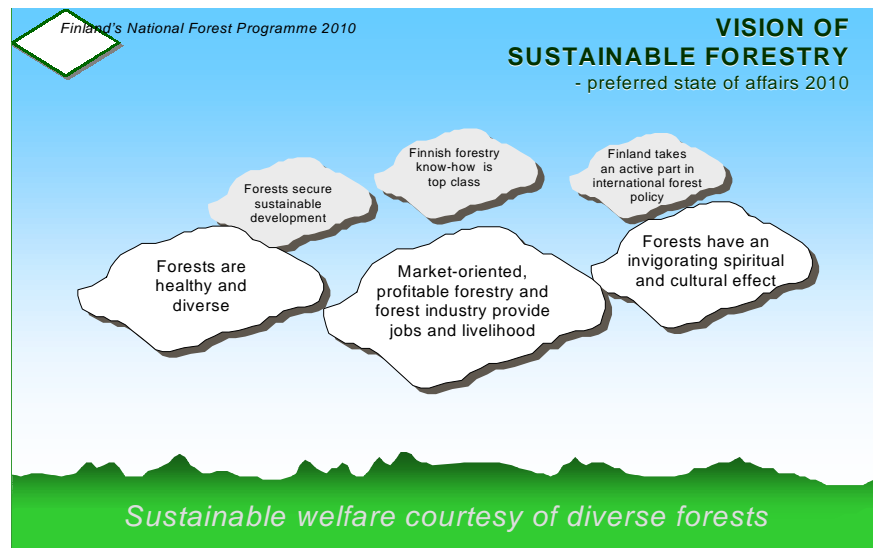 Finland's National Forest Programme 2010
VISION OF
SUSTAINABLE FORESTRY
- preferred state of affairs 2010
Finnish forestry
know-how is
top class
Finland takes
an active part in
international forest
policy
Forests secure
sustainable
development
Forests are
healthy and
diverse
Market-oriented,
profitable forestry and
forest industry provide
jobs and livelihood
Forests have an
invigorating spiritual
and cultural effect
Sustainable welfare courtesy of diverse forests